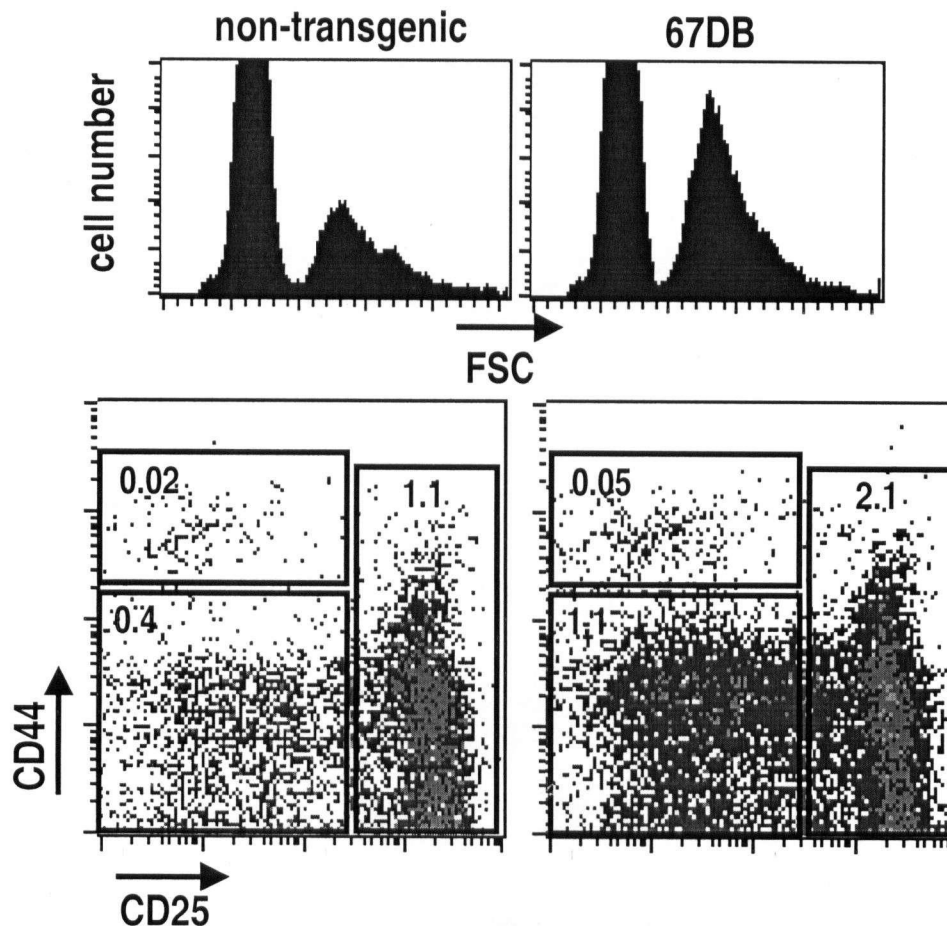 non-transgenic 67DB
cell number
FSC
0.02 1.1 0.05 2.1
0.4 1.1
CD44
CD25